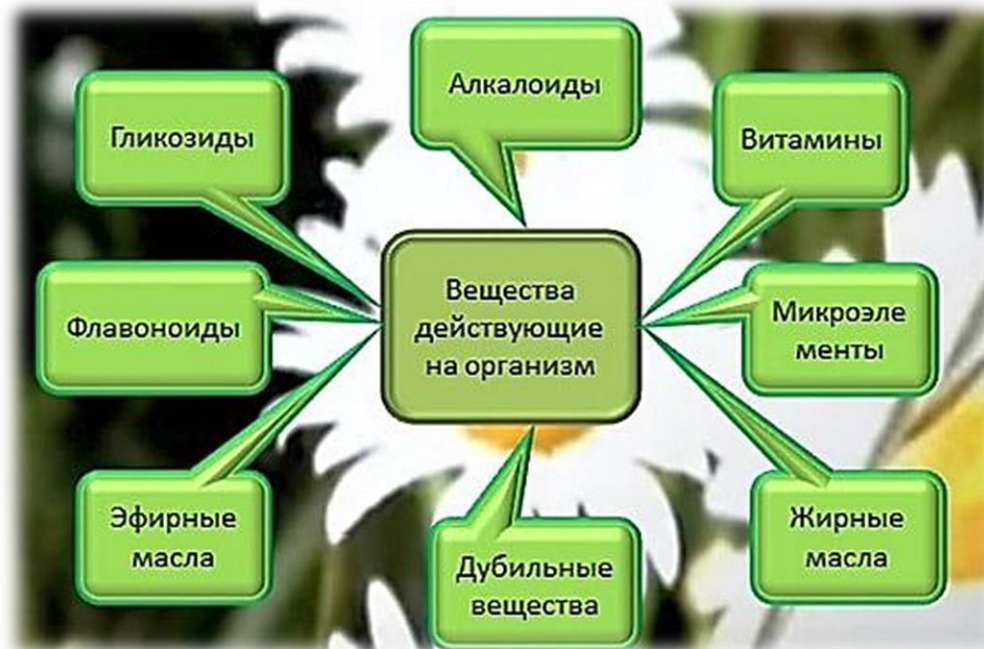 Алкалоиды
Гликозиды
Витамины
Вещества
действующие
на организм
Флавоноиды
Микроэле
менты
Эфирные
масла
Дубильные
вещества
Жирные
масла